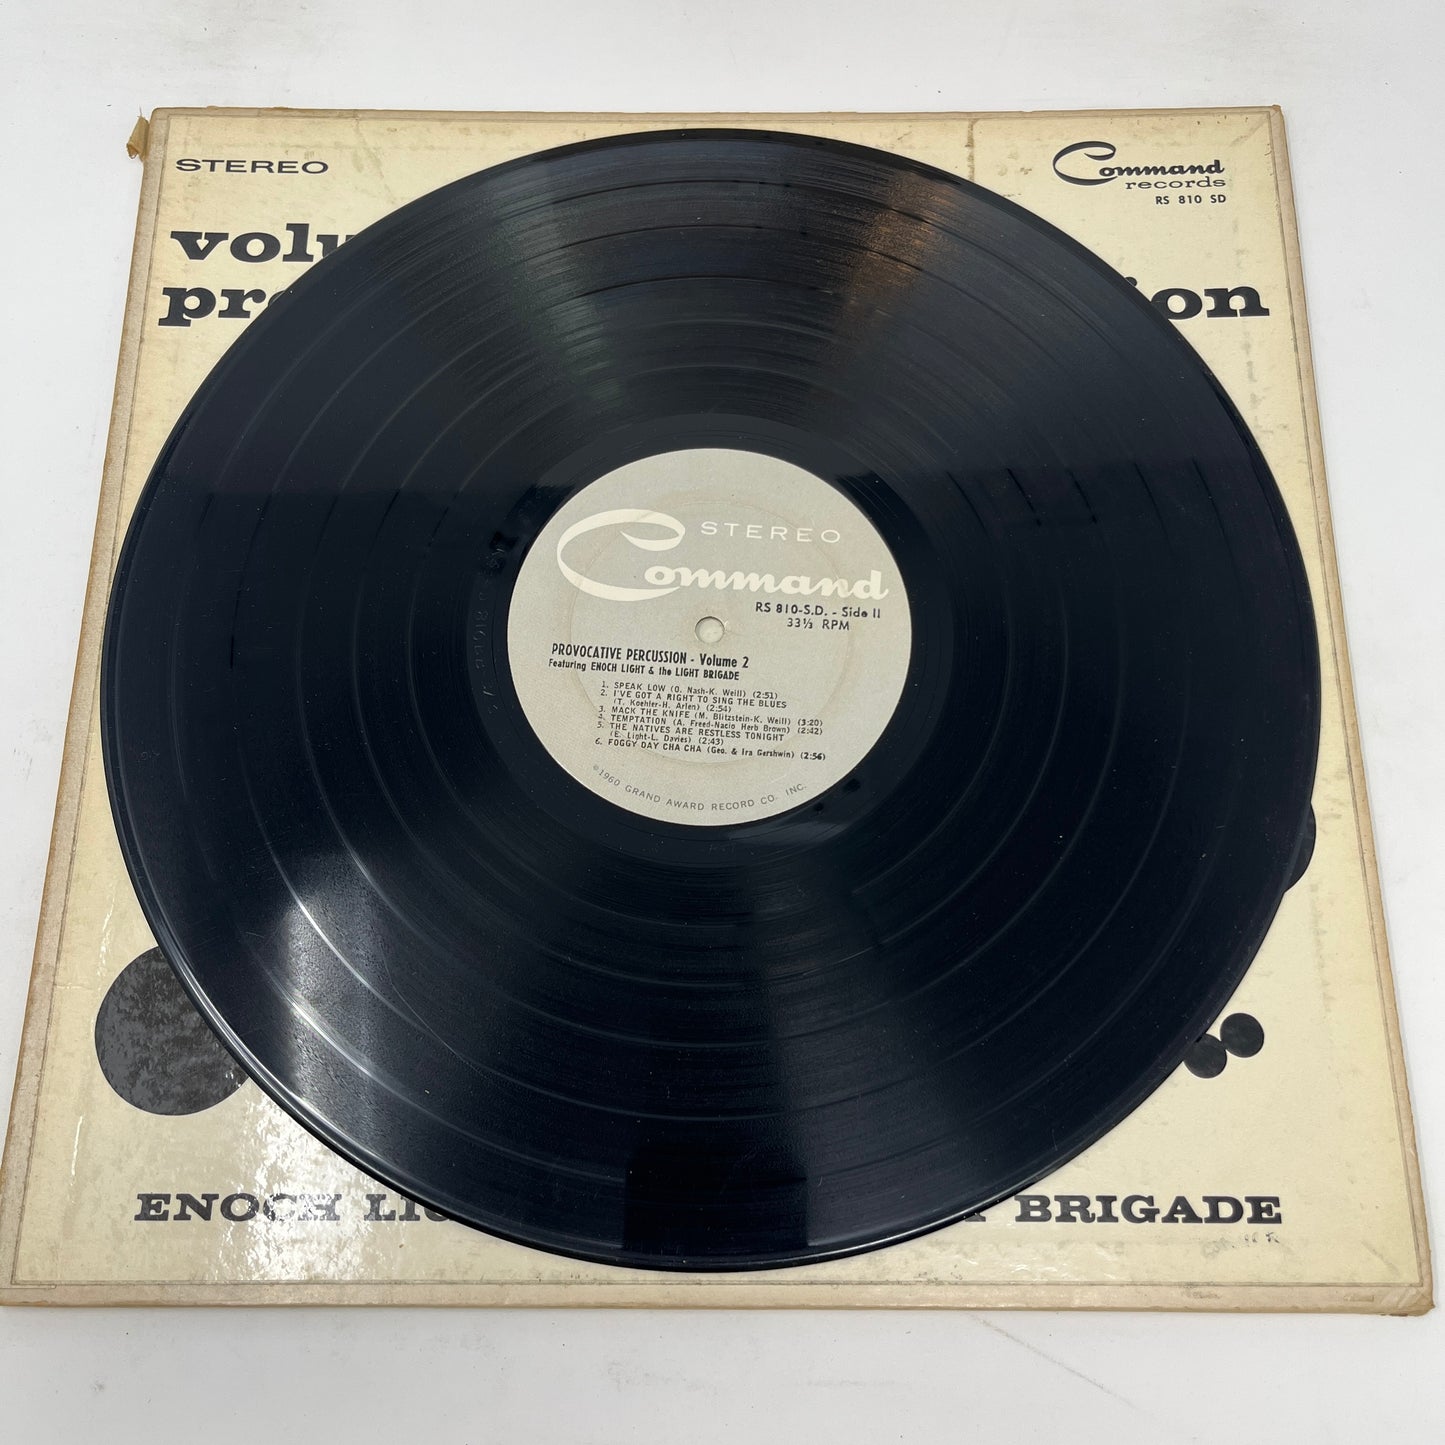 STEREO
Command
records
RS 810 SD
volu
pro
ion
STEREO
Command
RS 810-S.D. - Side II
33⅓ RPM
PROVOCATIVE PERCUSSION - Volume 2
Featuring ENOCH LIGHT & the LIGHT BRIGADE
1. SPEAK LOW (O. Nash-K. Weill) (2:51)
2. I'VE GOT A RIGHT TO SING THE BLUES
(T. Koehler-H. Arlen) (2:54)
3. MACK THE KNIFE (M. Blitzstein-K. Weill) (3:20)
4. TEMPTATION (A. Freed-Nacio Herb Brown) (2:42)
5. THE NATIVES ARE RESTLESS TONIGHT
(E. Light-L. Davies) (2:43)
6. FOGGY DAY CHA CHA (Geo. & Ira Gershwin) (2:56)
©1960 GRAND AWARD RECORD CO. INC.
ENOCH LIG
T BRIGADE